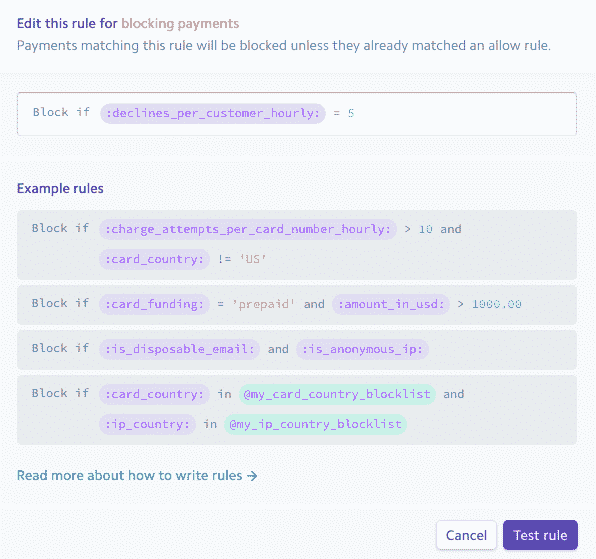 Edit this rule for blocking payments
Payments matching this rule will be blocked unless they already matched an allow rule.
Block if :declines_per_customer_hourly: = 5
Example rules
Block if :charge_attempts_per_card_number_hourly: > 10 and
:card_country: != 'US'
Block if :card_funding: = 'prepaid' and :amount_in_usd: > 1000.00
Block if :is_disposable_email: and :is_anonymous_ip:
Block if :card_country: in @my_card_country_blocklist and
:ip_country: in @my_ip_country_blocklist
Read more about how to write rules →
Cancel Test rule